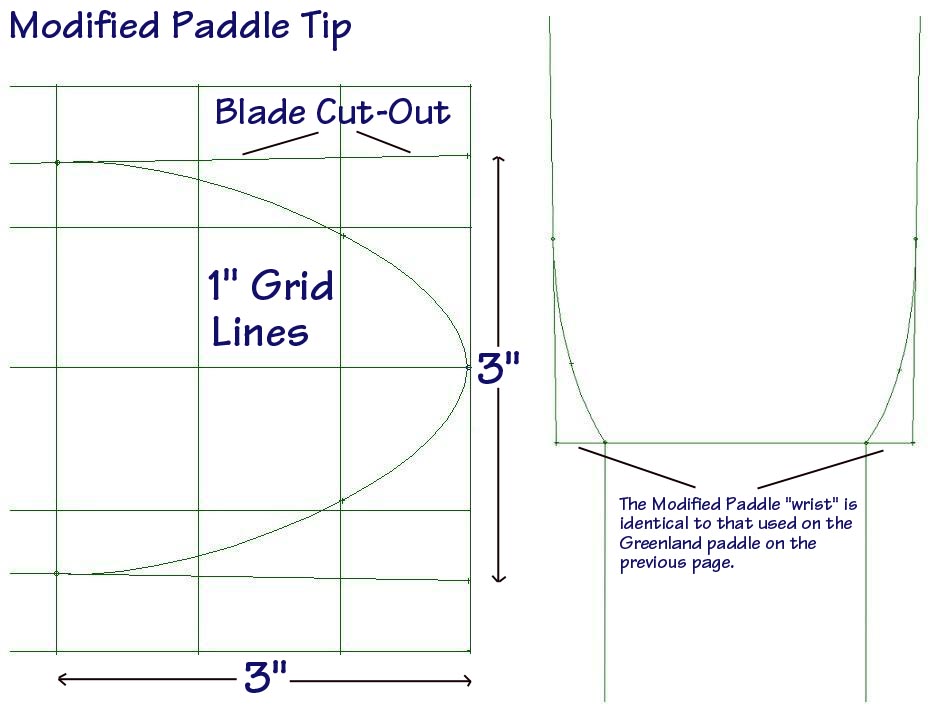 Modified Paddle Tip
Blade Cut-Out
1" Grid
Lines
3"
3"
The Modified Paddle "wrist" is
identical to that used on the
Greenland paddle on the
previous page.